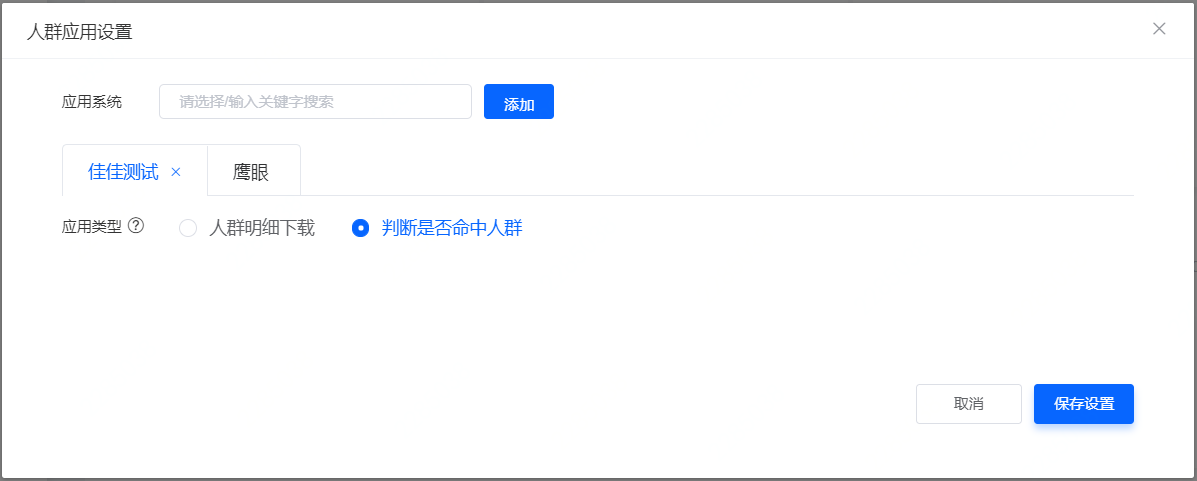 人群应用设置
应用系统 请选择/输入关键字搜索 添加
佳佳测试 鹰眼
应用类型 人群明细下载 判断是否命中人群
取消 保存设置